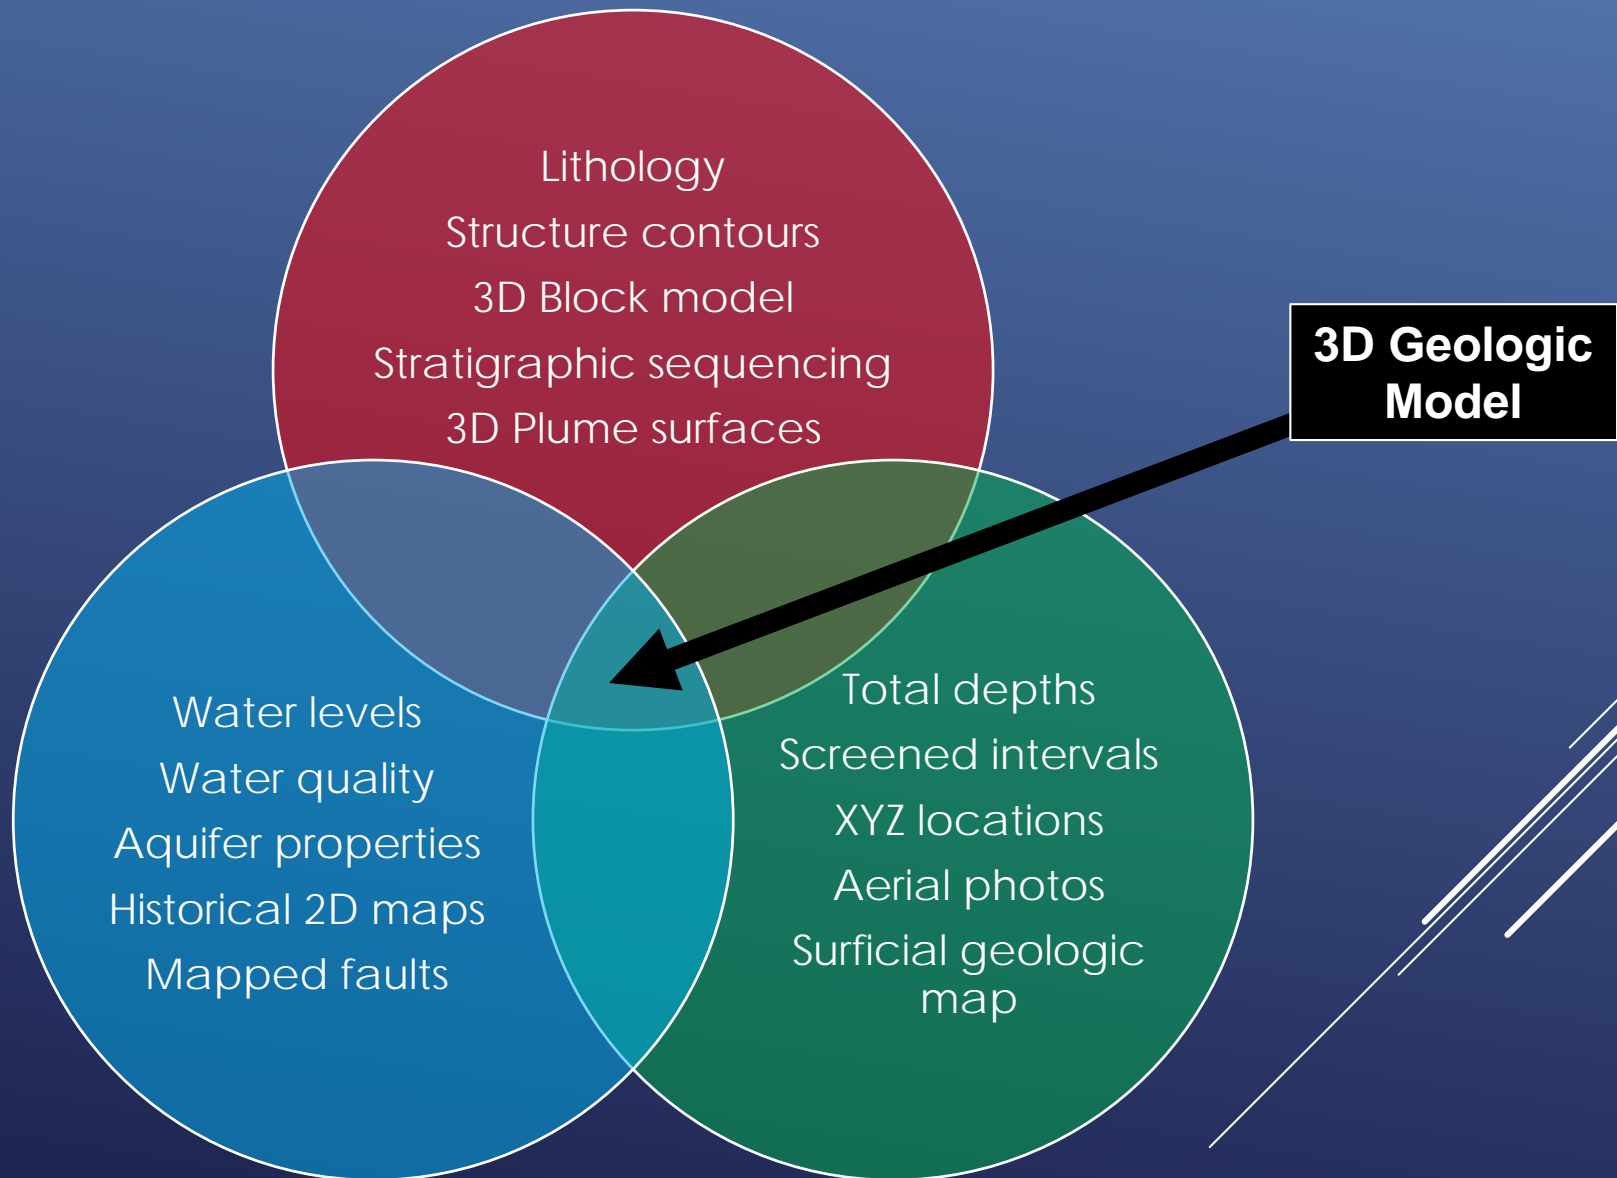 Lithology
Structure contours
3D Block model
Stratigraphic sequencing
3D Plume surfaces
3D Geologic
Model
Water levels
Water quality
Aquifer properties
Historical 2D maps
Mapped faults
Total depths
Screened intervals
XYZ locations
Aerial photos
Surficial geologic
map